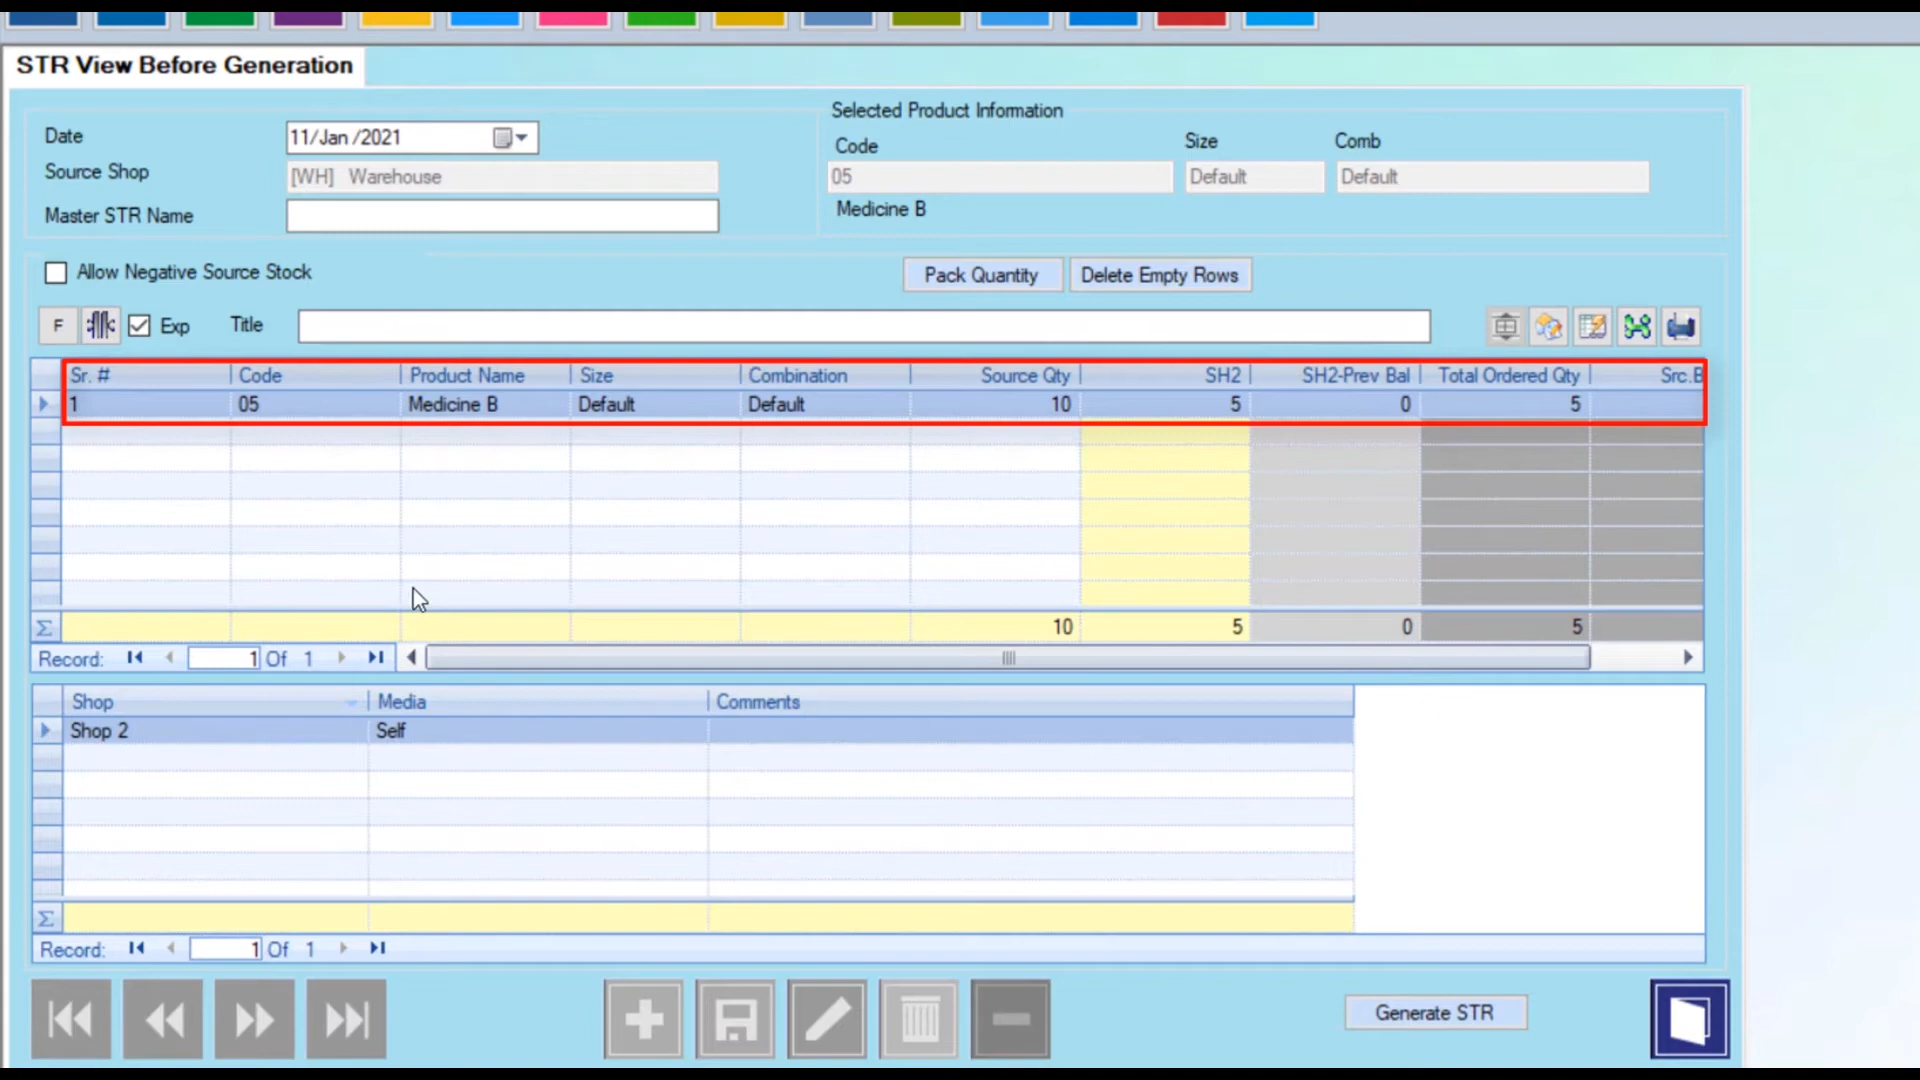 STR View Before Generation
Selected Product Information
Date 11/Jan /2021 Code Size Comb
Source Shop [WH] Warehouse 05 Default Default
Master STR Name Medicine B
Allow Negative Source Stock Pack Quantity Delete Empty Rows
F Exp Title
Sr. # Code Product Name Size Combination Source Qty SH2 SH2-Prev Bal Total Ordered Qty Src.B
1 05 Medicine B Default Default 10 5 0 5
Σ 10 5 0 5
Record: 1 Of 1
Shop Media Comments
Shop 2 Self
Σ
Record: 1 Of 1
Generate STR